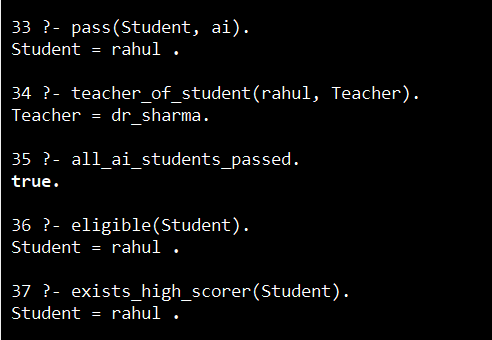 33 ?- pass(Student, ai).
Student = rahul .
34 ?- teacher_of_student(rahul, Teacher).
Teacher = dr_sharma.
35 ?- all_ai_students_passed.
true.
36 ?- eligible(Student).
Student = rahul .
37 ?- exists_high_scorer(Student).
Student = rahul .